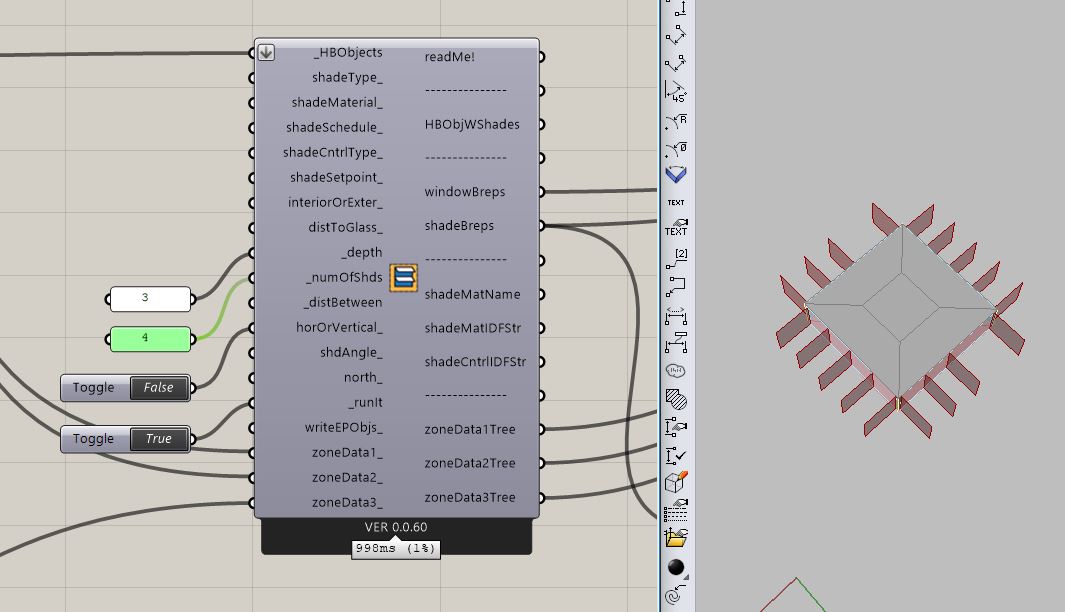 _HBObjects
shadeType_
shadeMaterial_
shadeSchedule_
shadeCntrlType_
shadeSetpoint_
interiorOrExter_
distToGlass_
_depth
_numOfShds
_distBetween
horOrVertical_
shdAngle_
north_
_runIt
writeEPObjs_
zoneData1_
zoneData2_
zoneData3_
readMe!
--------------
HBObjWShades
--------------
windowBreps
shadeBreps
--------------
shadeMatName
shadeMatIDFStr
shadeCntrlIDFStr
--------------
zoneData1Tree
zoneData2Tree
zoneData3Tree
3
4
Toggle False
Toggle True
VER 0.0.60
998ms (1%)
45°
R
TEXT
TEXT
[2]